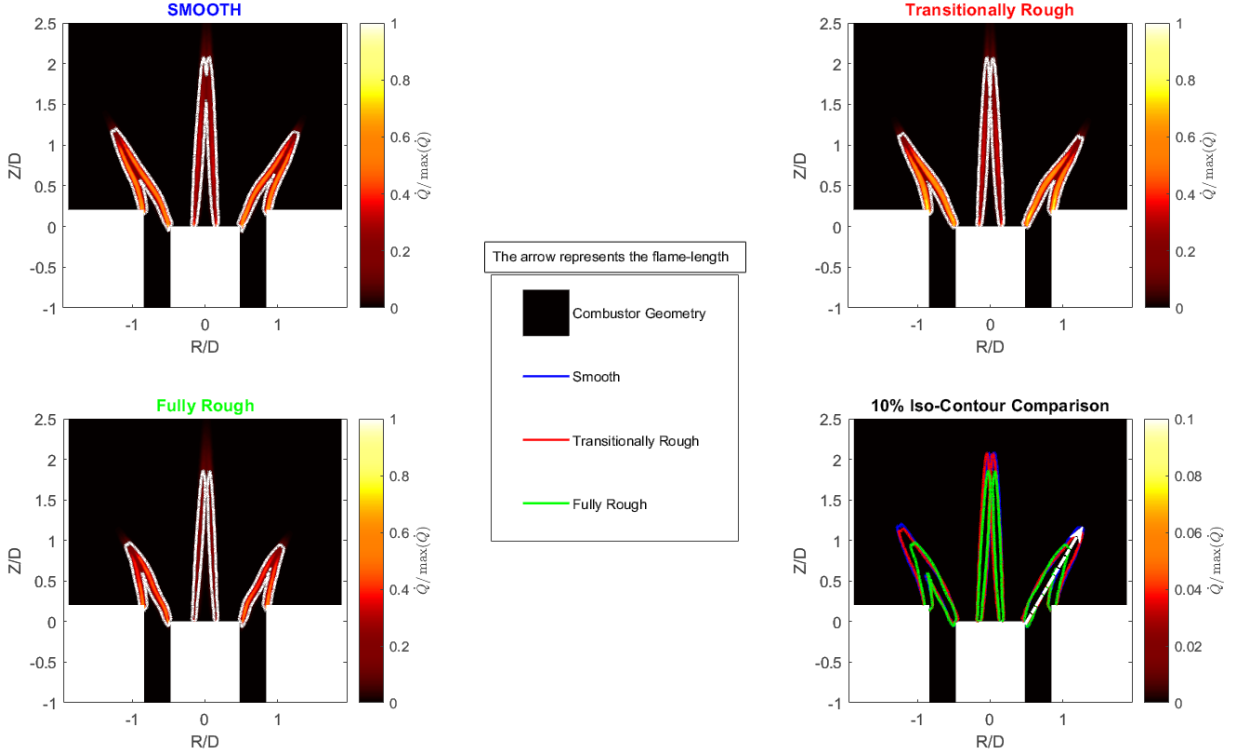 SMOOTH
2.5
2
1.5
1
0.5
0
-0.5
-1
Z/D
-1 0 1
R/D
1
0.8
0.6
0.4
0.2
0
Q̇/ max(Q̇)
Transitionally Rough
2.5
2
1.5
1
0.5
0
-0.5
-1
Z/D
-1 0 1
R/D
1
0.8
0.6
0.4
0.2
0
Q̇/ max(Q̇)
The arrow represents the flame-length
Combustor Geometry
Smooth
Transitionally Rough
Fully Rough
Fully Rough
2.5
2
1.5
1
0.5
0
-0.5
-1
Z/D
-1 0 1
R/D
1
0.8
0.6
0.4
0.2
0
Q̇/ max(Q̇)
10% Iso-Contour Comparison
2.5
2
1.5
1
0.5
0
-0.5
-1
Z/D
-1 0 1
R/D
0.1
0.08
0.06
0.04
0.02
0
Q̇/ max(Q̇)